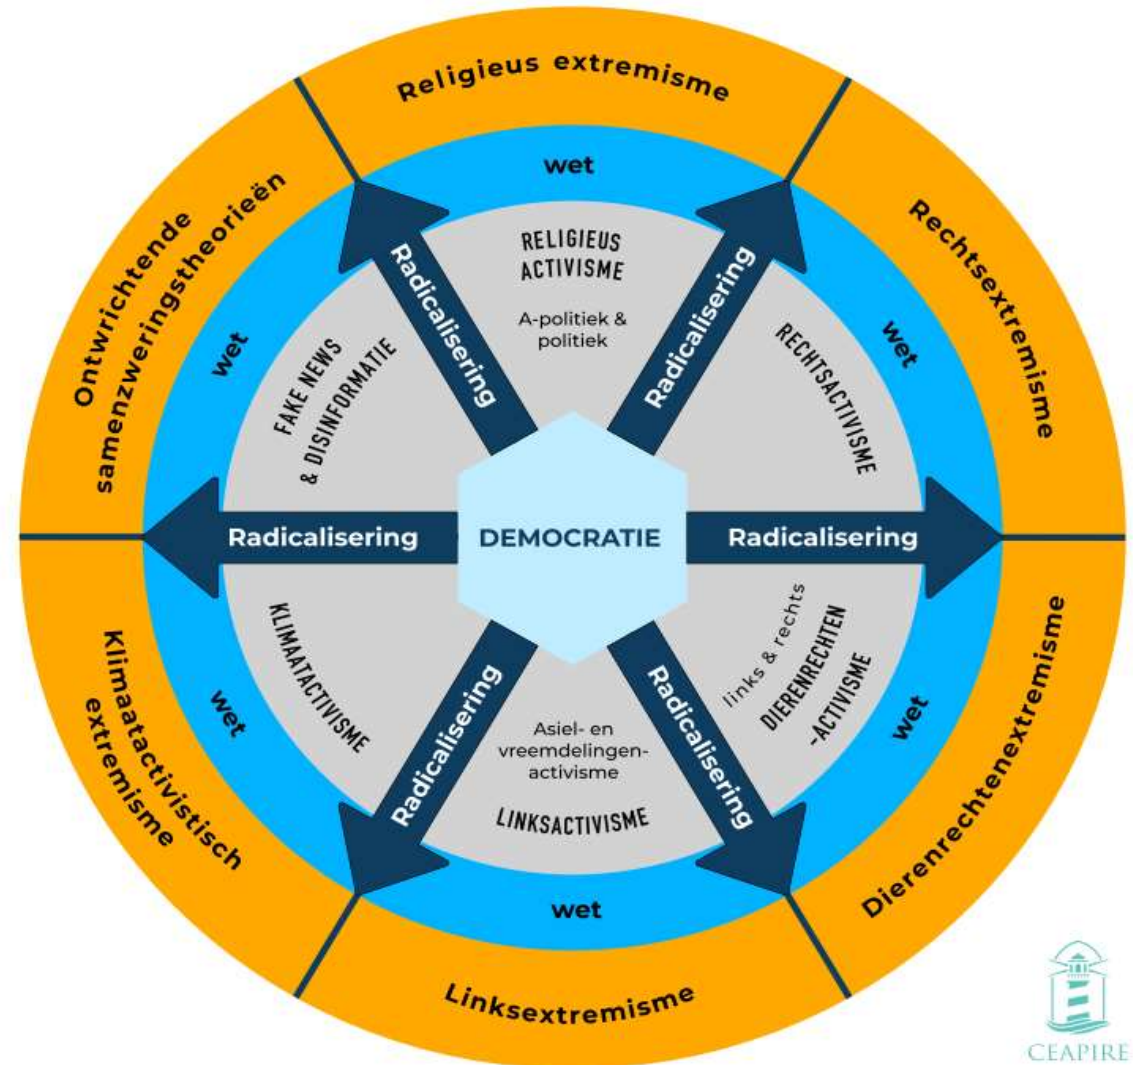 Religieus extremisme
wet
RELIGIEUS
ACTIVISME
A-politiek &
politiek
Radicalisering
Rechtsextremisme
wet
RECHTSACTIVISME
Radicalisering
Dierenrechtenextremisme
wet
links & rechts
DIERENRECHTEN
-ACTIVISME
Radicalisering
Linksextremisme
wet
Asiel- en
vreemdelingen-
activisme
LINKSACTIVISME
Radicalisering
Klimaatactivistisch
extremisme
wet
KLIMAATACTIVISME
Radicalisering
Ontwrichtende
samenzweringstheorieën
wet
FAKE NEWS
& DISINFORMATIE
Radicalisering
DEMOCRATIE
CEAPIRE